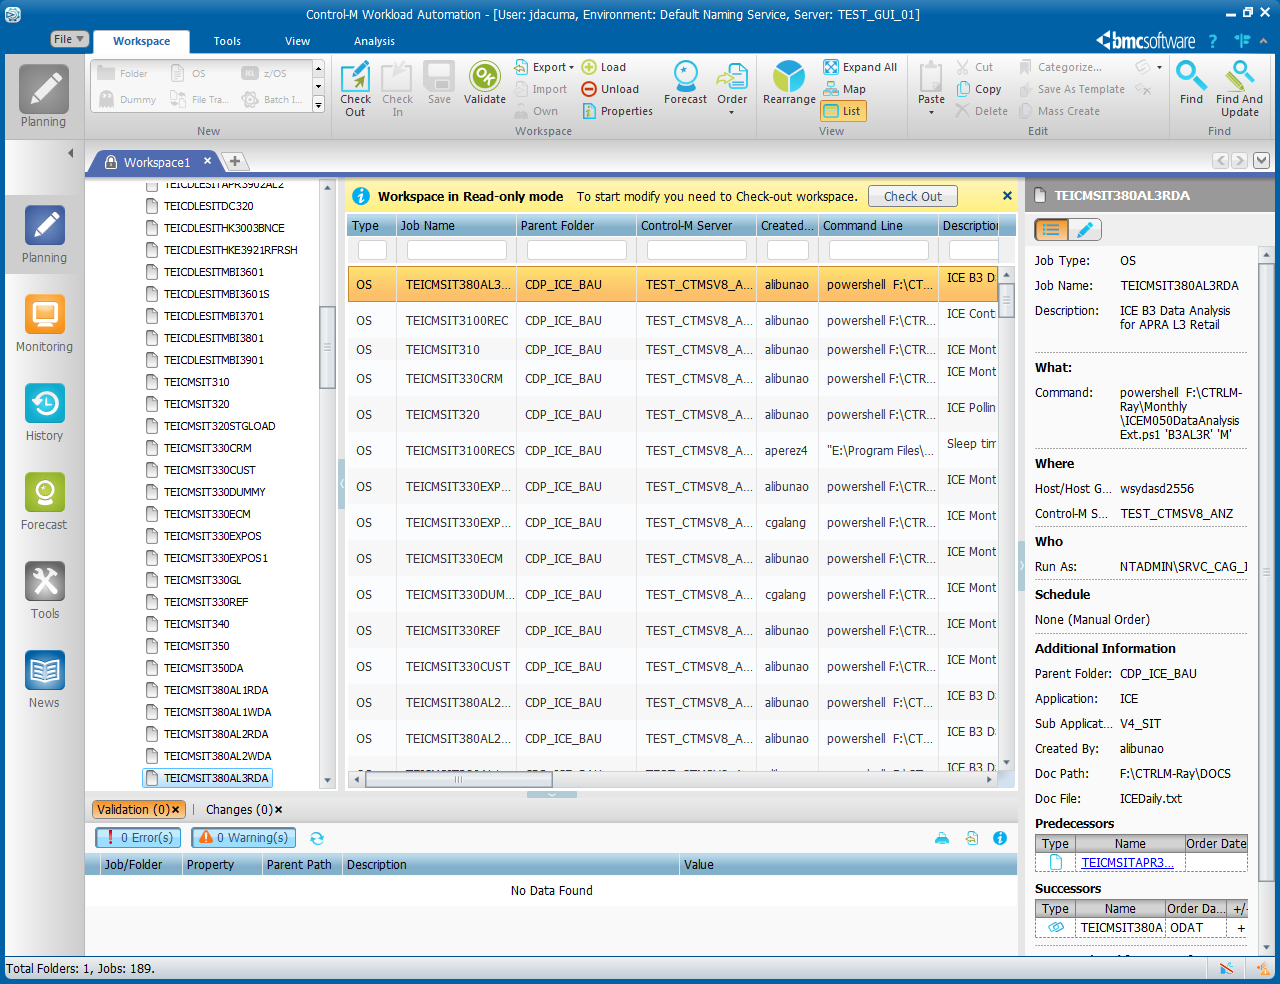 Control-M Workload Automation - [User: jdacuma, Environment: Default Naming Service, Server: TEST_GUI_01]
File Workspace Tools View Analysis bmcsoftware ?
Planning
Folder OS z/OS
Dummy File Tra... Batch I...
New
Check Out Check In Save Validate
Export Load
Import Unload
Own Properties
Forecast Order
Workspace
Rearrange Expand All
Map
List
View
Paste Cut Categorize...
Copy Save As Template
Delete Mass Create
Edit
Find Find And Update
Find
Workspace1
Planning
Monitoring
History
Forecast
Tools
News
TEICDLESITAPR3902AL2
TEICDLESITDC320
TEICDLESITHK3003BNCE
TEICDLESITHKE3921RFRSH
TEICDLESITMBI3601
TEICDLESITMBI3601S
TEICDLESITMBI3701
TEICDLESITMBI3801
TEICDLESITMBI3901
TEICMSIT310
TEICMSIT320
TEICMSIT320STGLOAD
TEICMSIT330CRM
TEICMSIT330CUST
TEICMSIT330DUMMY
TEICMSIT330ECM
TEICMSIT330EXPOS
TEICMSIT330EXPOS1
TEICMSIT330GL
TEICMSIT330REF
TEICMSIT340
TEICMSIT350
TEICMSIT350DA
TEICMSIT380AL1RDA
TEICMSIT380AL1WDA
TEICMSIT380AL2RDA
TEICMSIT380AL2WDA
TEICMSIT380AL3RDA
Workspace in Read-only mode To start modify you need to Check-out workspace. Check Out
Type Job Name Parent Folder Control-M Server Created... Command Line Description
OS TEICMSIT380AL3... CDP_ICE_BAU TEST_CTMSV8_A... alibunao powershell F:\CT... ICE B3 D
OS TEICMSIT3100REC CDP_ICE_BAU TEST_CTMSV8_A... alibunao powershell F:\CTR... ICE Cont
OS TEICMSIT310 CDP_ICE_BAU TEST_CTMSV8_A... alibunao powershell F:\CTR... ICE Mont
OS TEICMSIT330CRM CDP_ICE_BAU TEST_CTMSV8_A... alibunao powershell F:\CTR... ICE Mont
OS TEICMSIT320 CDP_ICE_BAU TEST_CTMSV8_A... alibunao powershell F:\CTR... ICE Pollin
OS TEICMSIT3100RECS CDP_ICE_BAU TEST_CTMSV8_A... aperez4 "E:\Program Files\... Sleep tim
OS TEICMSIT330EXP... CDP_ICE_BAU TEST_CTMSV8_A... alibunao powershell F:\CTR... ICE Mont
OS TEICMSIT330EXP... CDP_ICE_BAU TEST_CTMSV8_A... cgalang powershell F:\CTR... ICE Mont
OS TEICMSIT330ECM CDP_ICE_BAU TEST_CTMSV8_A... alibunao powershell F:\CTR... ICE Mont
OS TEICMSIT330DUM... CDP_ICE_BAU TEST_CTMSV8_A... cgalang powershell F:\CTR... ICE Mont
OS TEICMSIT330REF CDP_ICE_BAU TEST_CTMSV8_A... alibunao powershell F:\CTR... ICE Mont
OS TEICMSIT330CUST CDP_ICE_BAU TEST_CTMSV8_A... alibunao powershell F:\CTR... ICE Mont
OS TEICMSIT380AL2... CDP_ICE_BAU TEST_CTMSV8_A... alibunao powershell F:\CT... ICE B3 D
OS TEICMSIT380AL2... CDP_ICE_BAU TEST_CTMSV8_A... alibunao powershell F:\CT... ICE B3 D
ICE B3 D
TEICMSIT380AL3RDA
Job Type: OS
Job Name: TEICMSIT380AL3RDA
Description: ICE B3 Data Analysis
for APRA L3 Retail
What:
Command: powershell F:\CTRLM-
Ray\Monthly
\ICEM050DataAnalysis
Ext.ps1 'B3AL3R' 'M'
Where
Host/Host G... wsydasd2556
Control-M S... TEST_CTMSV8_ANZ
Who
Run As: NTADMIN\SRVC_CAG_I
Schedule
None (Manual Order)
Additional Information
Parent Folder: CDP_ICE_BAU
Application: ICE
Sub Applicat... V4_SIT
Created By: alibunao
Doc Path: F:\CTRLM-Ray\DOCS
Doc File: ICEDaily.txt
Predecessors
Type Name Order Date
TEICMSITAPR3...
Successors
Type Name Order Da... +/-
TEICMSIT380A ODAT +
Validation (0) | Changes (0)
0 Error(s) 0 Warning(s)
Job/Folder Property Parent Path Description Value
No Data Found
Total Folders: 1, Jobs: 189.